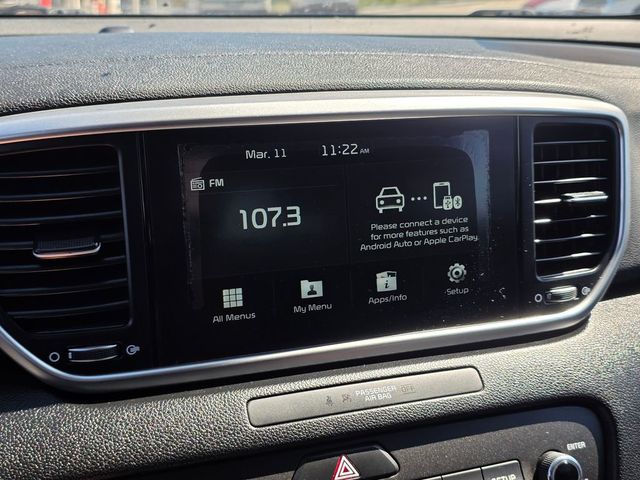 Mar. 11 11:22 AM
FM
107.3
Please connect a device
for more features such as
Android Auto or Apple CarPlay.
All Menus
My Menu
Apps/Info
Setup
PASSENGER
AIR BAG
ENTER
SETUP